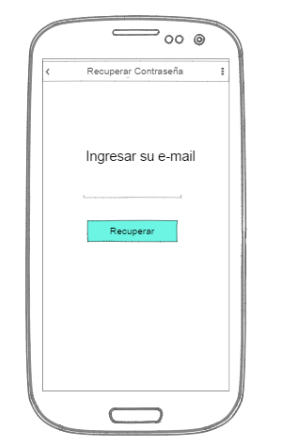 Recuperar Contraseña
Ingresar su e-mail
Recuperar